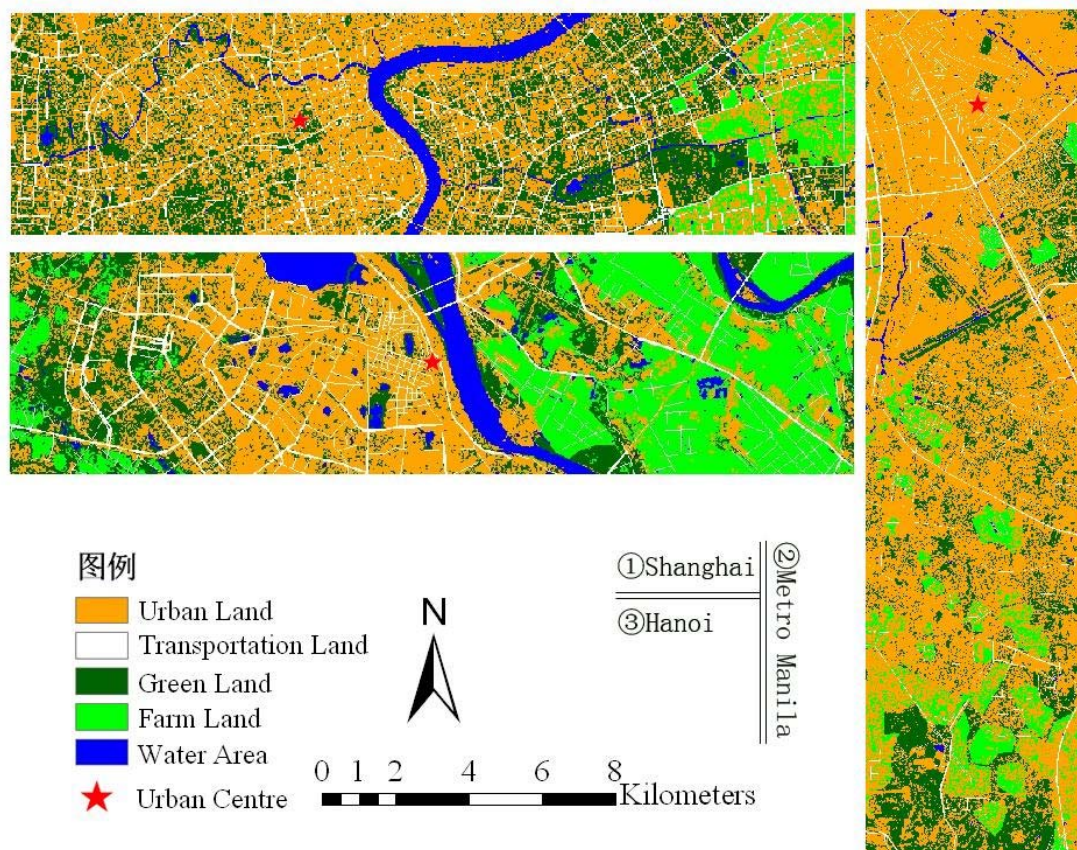 图例
Urban Land
Transportation Land
Green Land
Farm Land
Water Area
Urban Centre
N
0 1 2 4 6 8
Kilometers
①Shanghai
③Hanoi
②Metro Manila